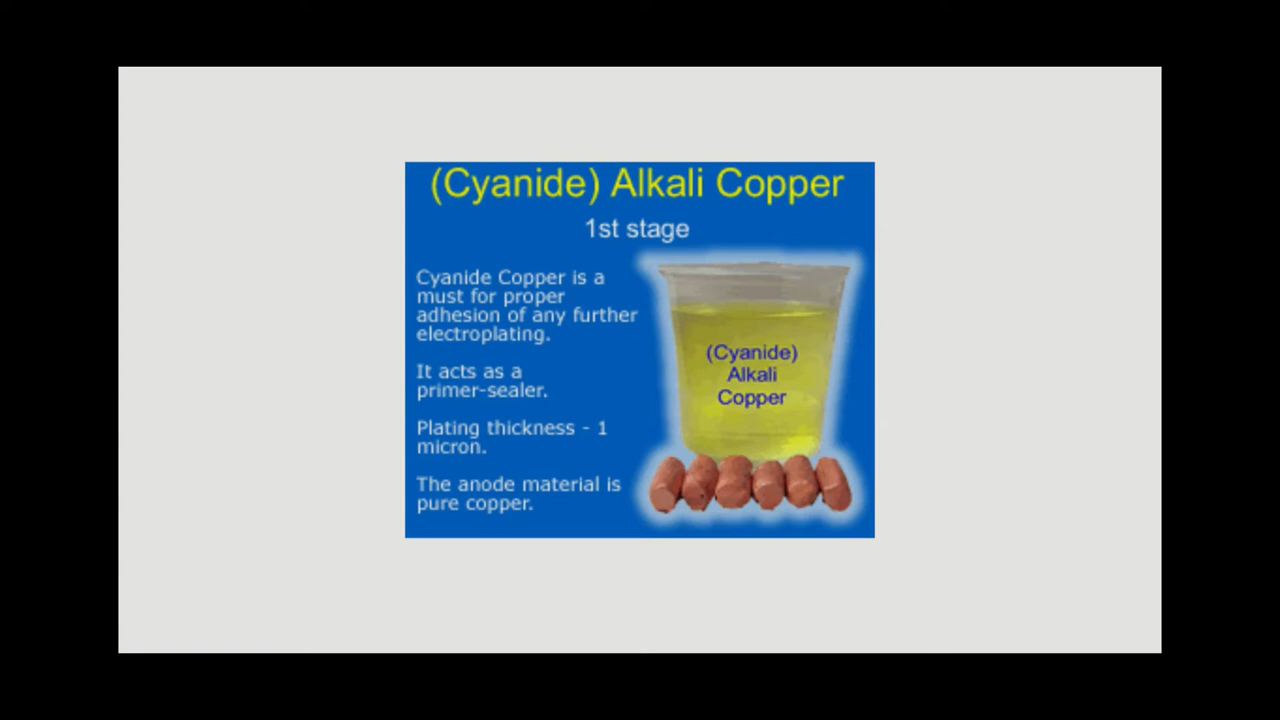 (Cyanide) Alkali Copper
1st stage
Cyanide Copper is a
must for proper
adhesion of any further
electroplating.
It acts as a
primer-sealer.
Plating thickness - 1
micron.
The anode material is
pure copper.
(Cyanide)
Alkali
Copper